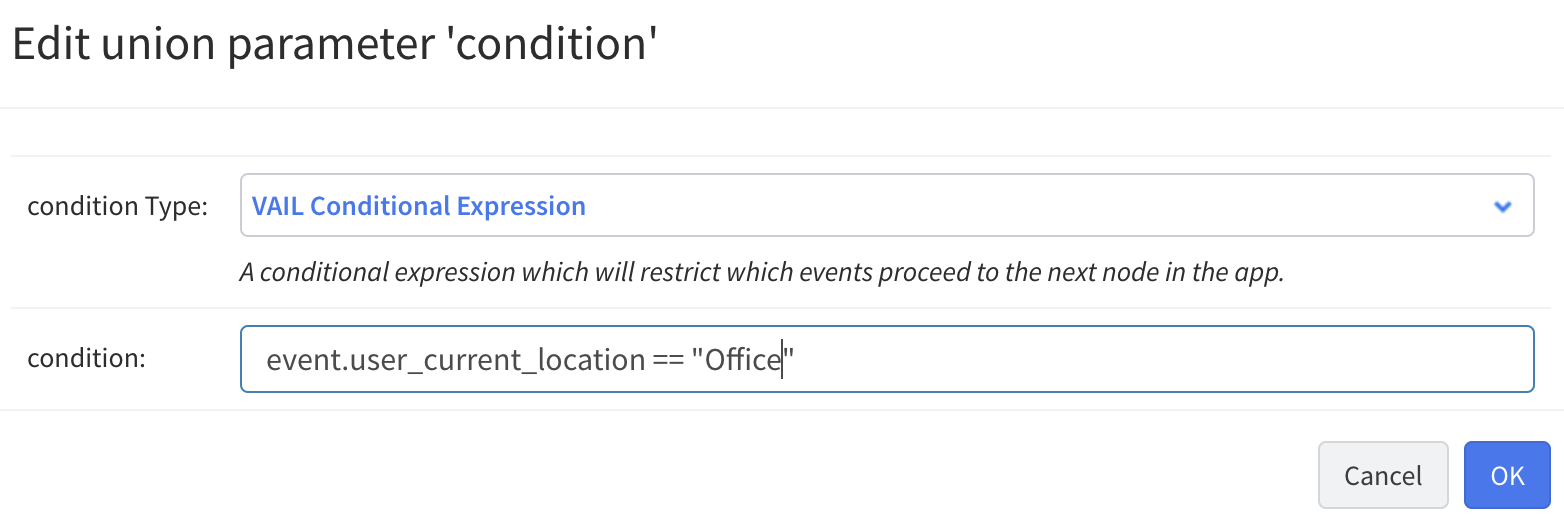 Edit union parameter 'condition'
condition Type:
VAIL Conditional Expression
A conditional expression which will restrict which events proceed to the next node in the app.
condition:
event.user_current_location == "Office"
Cancel
OK